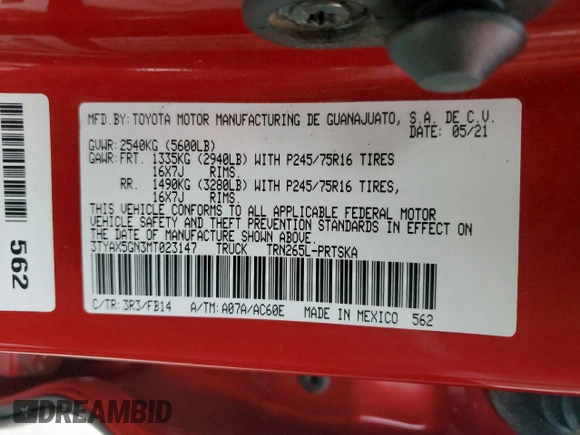 MFD.BY:TOYOTA MOTOR MANUFACTURING DE GUANAJUATO, S.A. DE C.V.
DATE: 05/21
GVWR:2540KG(5600LB)
GAWR:FRT. 1335KG(2940LB) WITH P245/75R16 TIRES
16X7J RIMS.
RR. 1490KG(3280LB) WITH P245/75R16 TIRES,
16X7J RIMS.
THIS VEHICLE CONFORMS TO ALL APPLICABLE FEDERAL MOTOR
VEHICLE SAFETY AND THEFT PREVENTION STANDARDS IN EFFECT ON
THE DATE OF MANUFACTURE SHOWN ABOVE.
3TYAX5GN3MT023147 TRUCK TRN265L-PRTSKA
C/TR:3R3/FB14 A/TM:A07A/AC60E MADE IN MEXICO 562
562
DREAMBID